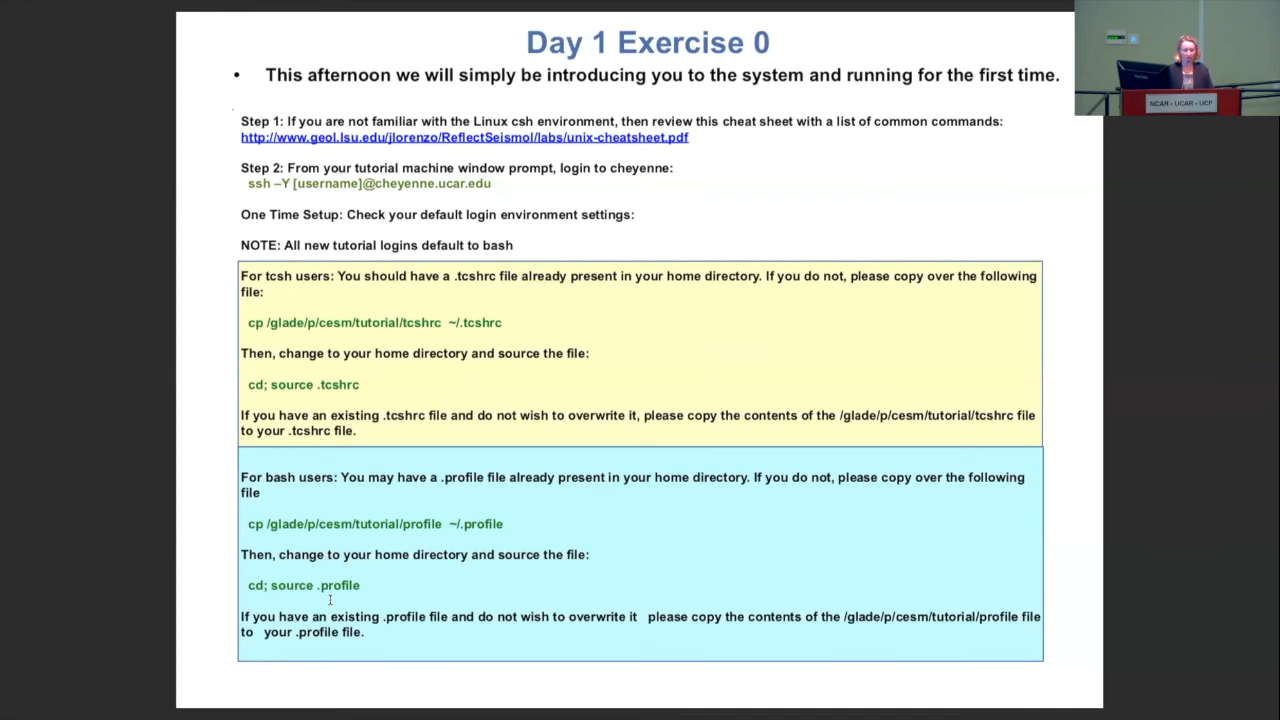 Day 1 Exercise 0
• This afternoon we will simply be introducing you to the system and running for the first time.
Step 1: If you are not familiar with the Linux csh environment, then review this cheat sheet with a list of common commands:
http://www.geol.lsu.edu/jlorenzo/ReflectSeismol/labs/unix-cheatsheet.pdf
Step 2: From your tutorial machine window prompt, login to cheyenne:
ssh –Y [username]@cheyenne.ucar.edu
One Time Setup: Check your default login environment settings:
NOTE: All new tutorial logins default to bash
For tcsh users: You should have a .tcshrc file already present in your home directory. If you do not, please copy over the following
file:
cp /glade/p/cesm/tutorial/tcshrc ~/.tcshrc
Then, change to your home directory and source the file:
cd; source .tcshrc
If you have an existing .tcshrc file and do not wish to overwrite it, please copy the contents of the /glade/p/cesm/tutorial/tcshrc file
to your .tcshrc file.
For bash users: You may have a .profile file already present in your home directory. If you do not, please copy over the following
file
cp /glade/p/cesm/tutorial/profile ~/.profile
Then, change to your home directory and source the file:
cd; source .profile
If you have an existing .profile file and do not wish to overwrite it please copy the contents of the /glade/p/cesm/tutorial/profile file
to your .profile file.
NCAR • UCAR • UCP